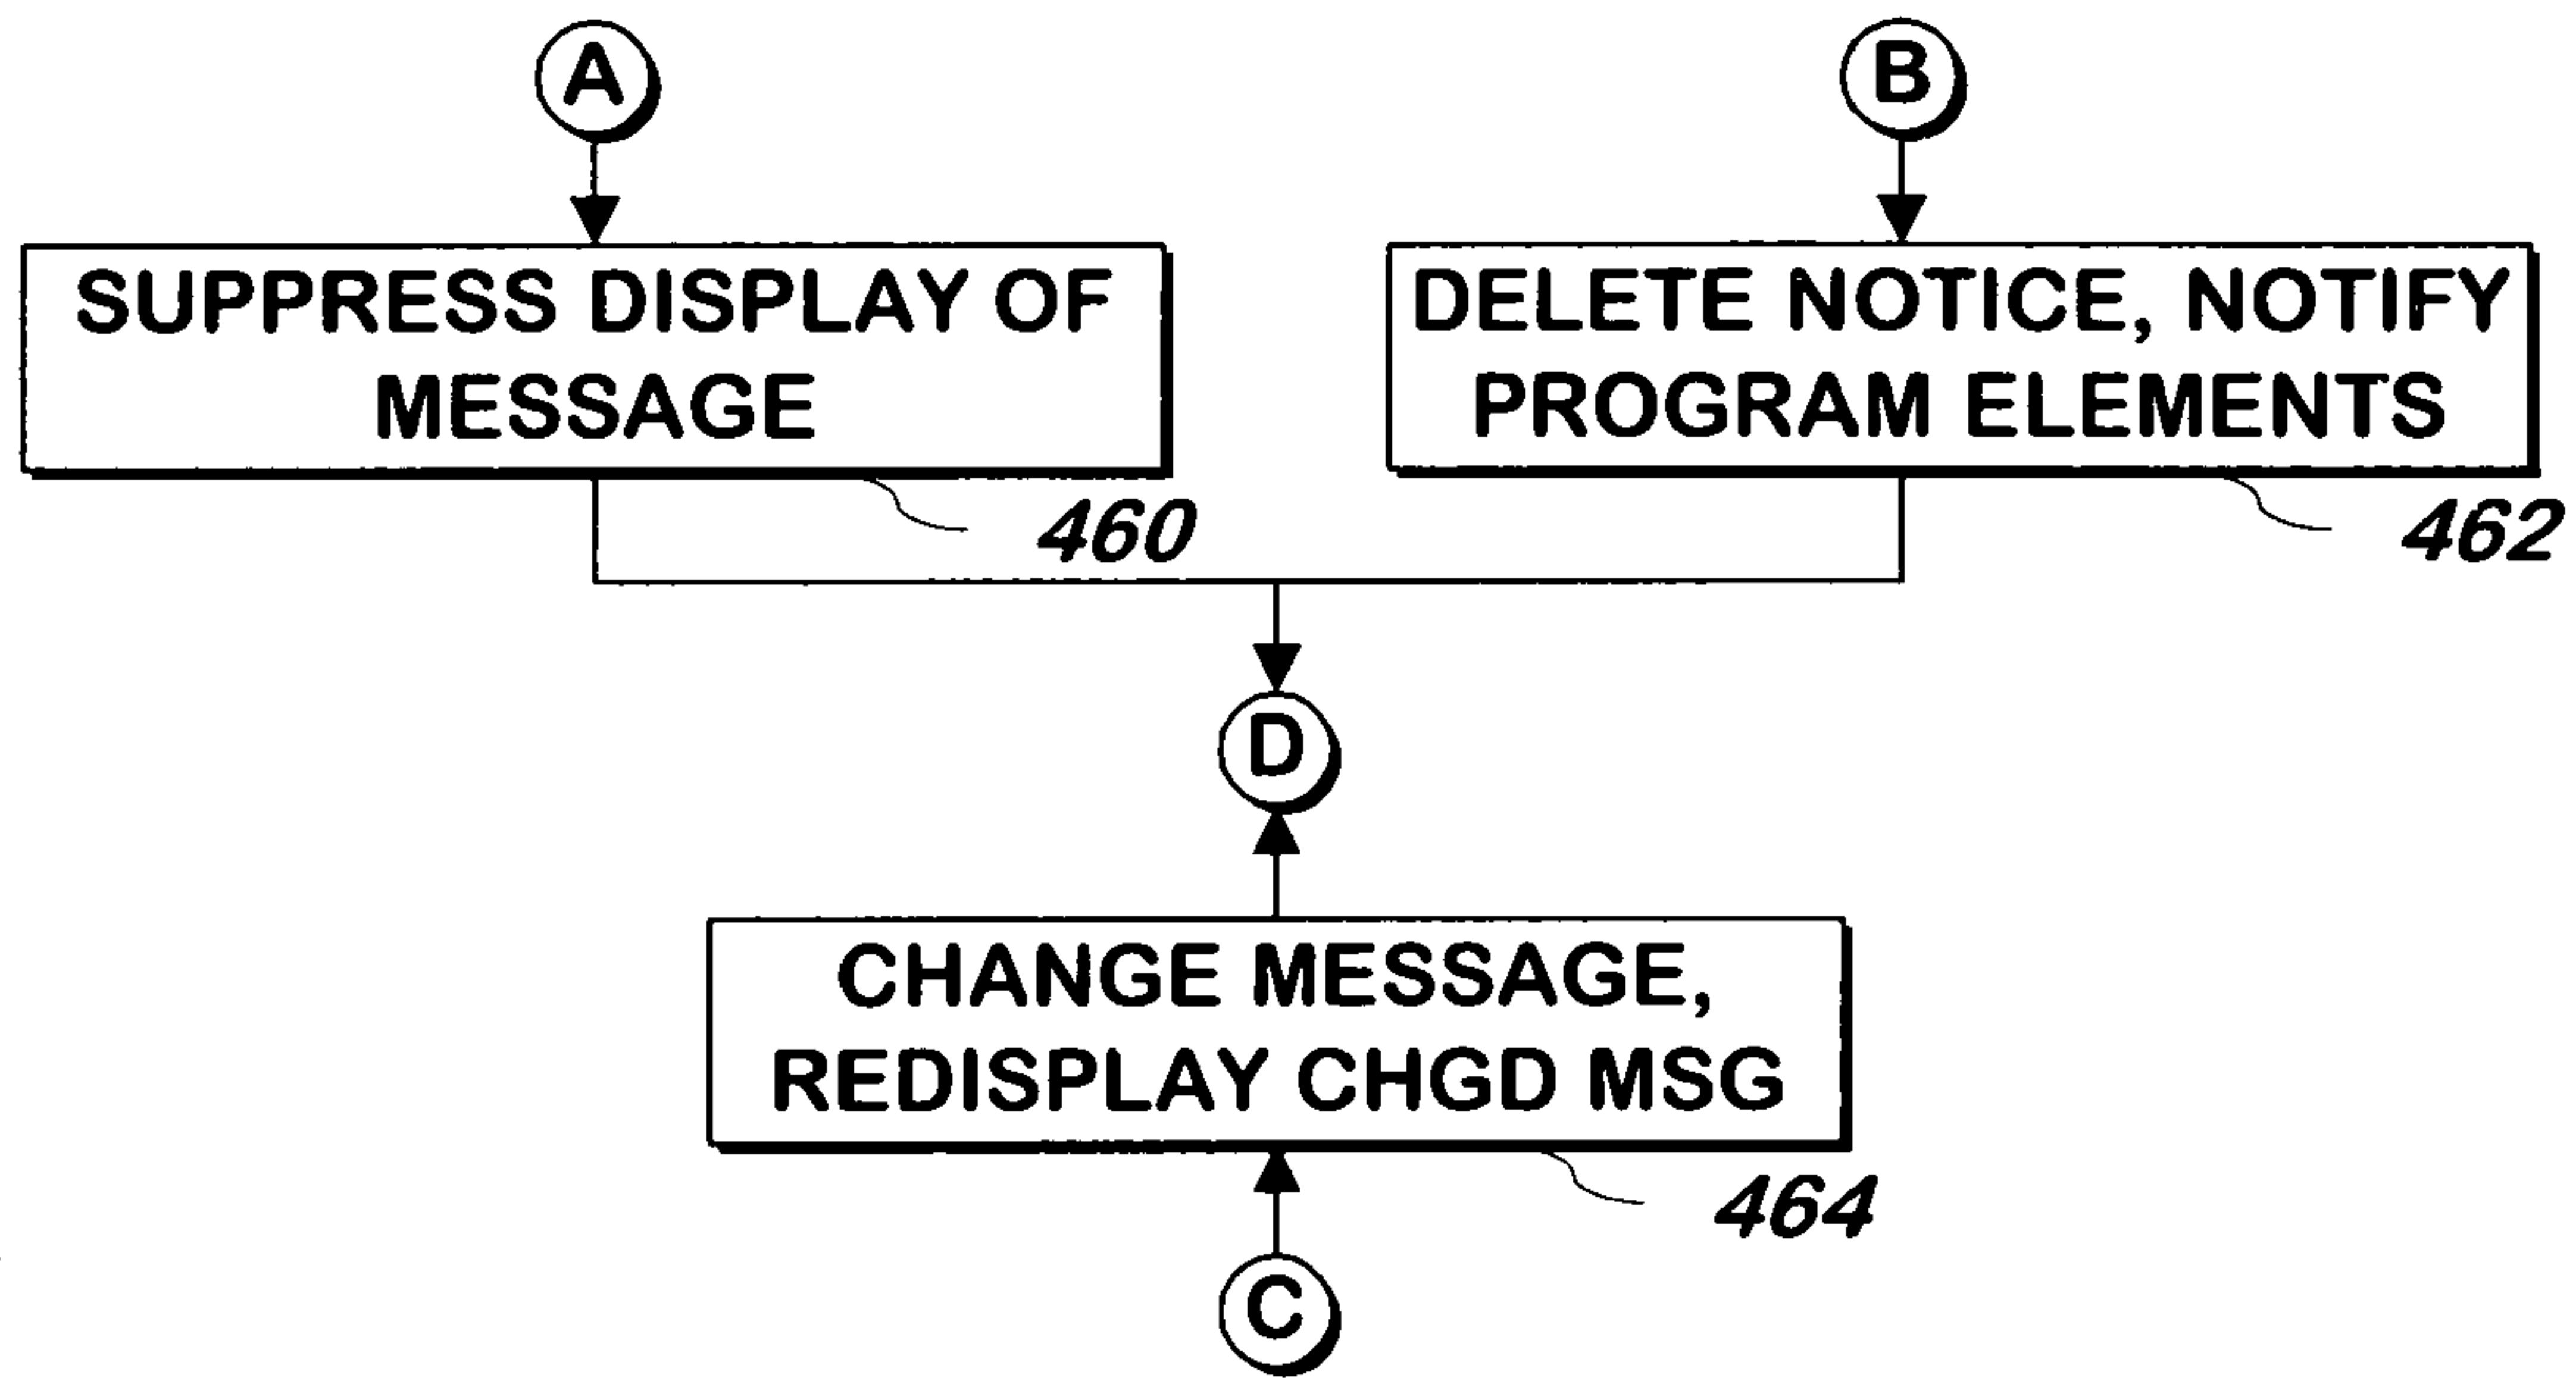 A
B
SUPPRESS DISPLAY OF
MESSAGE
DELETE NOTICE, NOTIFY
PROGRAM ELEMENTS
460
462
D
CHANGE MESSAGE,
REDISPLAY CHGD MSG
464
C